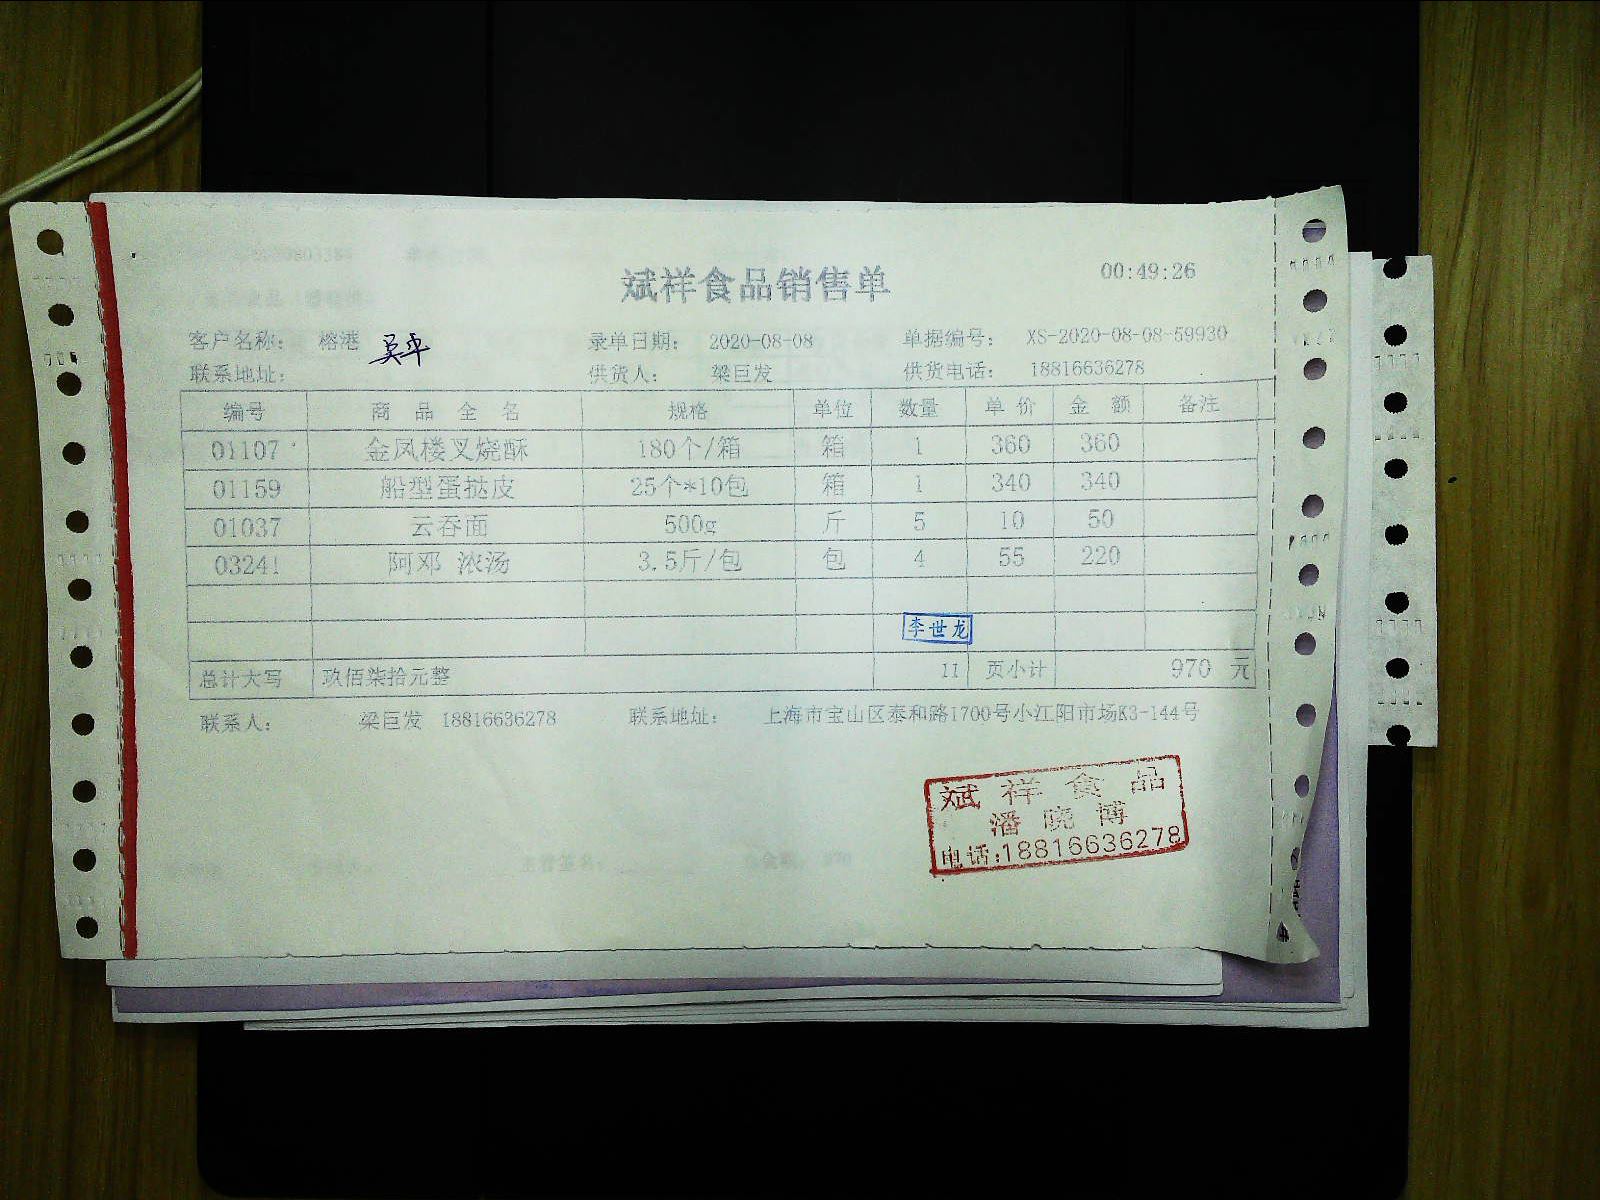 斌祥食品销售单 00:49:26
客户名称： 榕港 吴平 录单日期： 2020-08-08 单据编号： XS-2020-08-08-59930
联系地址： 供货人： 梁巨发 供货电话： 18816636278
编号 商 品 全 名 规格 单位 数量 单 价 金 额 备注
01107 金凤楼叉烧酥 180个/箱 箱 1 360 360
01159 船型蛋挞皮 25个*10包 箱 1 340 340
01037 云吞面 500g 斤 5 10 50
03241 阿邓 浓汤 3.5斤/包 包 4 55 220
李世龙
总计大写 玖佰柒拾元整 11 页小计 970 元
联系人： 梁巨发 18816636278 联系地址： 上海市宝山区泰和路1700号小江阳市场K3-144号
斌祥食品
潘晓博
电话:18816636278